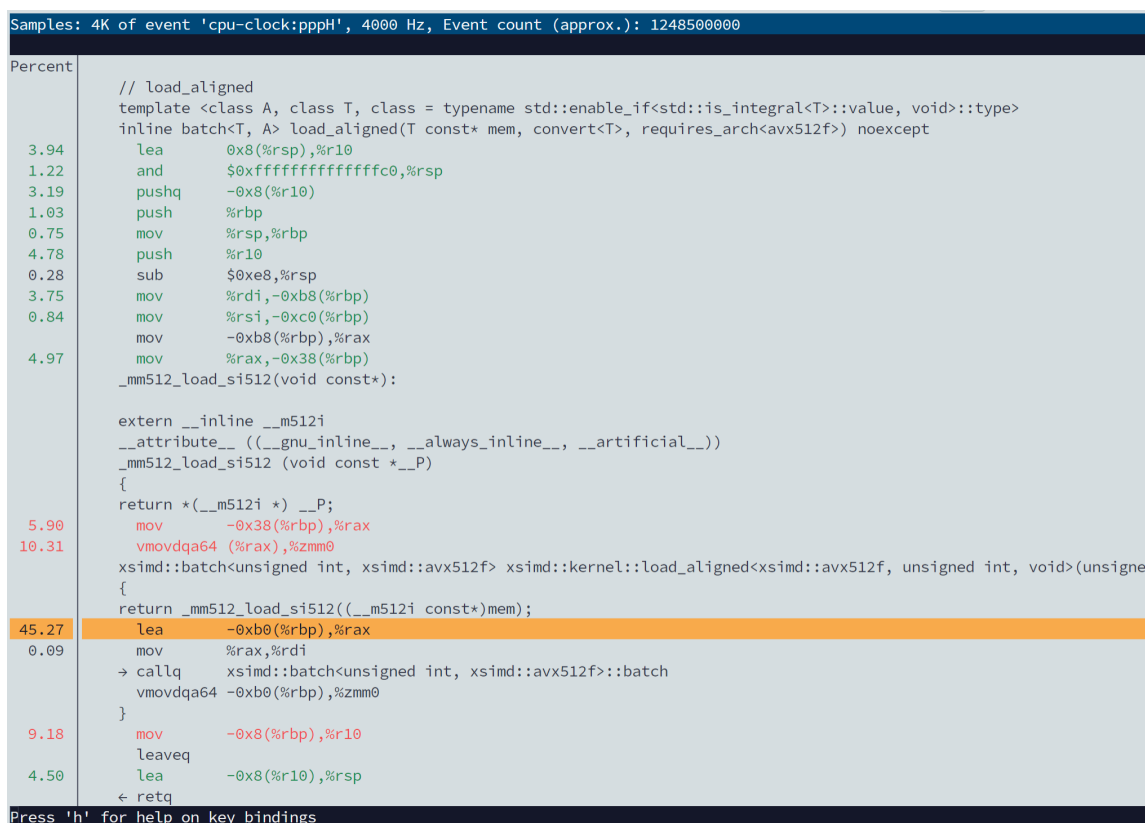 Samples: 4K of event 'cpu-clock:pppH', 4000 Hz, Event count (approx.): 1248500000
Percent
// load_aligned
template <class A, class T, class = typename std::enable_if<std::is_integral<T>::value, void>::type>
inline batch<T, A> load_aligned(T const* mem, convert<T>, requires_arch<avx512f>) noexcept
3.94 lea 0x8(%rsp),%r10
1.22 and $0xffffffffffffffc0,%rsp
3.19 pushq -0x8(%r10)
1.03 push %rbp
0.75 mov %rsp,%rbp
4.78 push %r10
0.28 sub $0xe8,%rsp
3.75 mov %rdi,-0xb8(%rbp)
0.84 mov %rsi,-0xc0(%rbp)
mov -0xb8(%rbp),%rax
4.97 mov %rax,-0x38(%rbp)
_mm512_load_si512(void const*):
extern __inline __m512i
__attribute__ ((__gnu_inline__, __always_inline__, __artificial__))
_mm512_load_si512 (void const *__P)
{
return *(__m512i *) __P;
5.90 mov -0x38(%rbp),%rax
10.31 vmovdqa64 (%rax),%zmm0
xsimd::batch<unsigned int, xsimd::avx512f> xsimd::kernel::load_aligned<xsimd::avx512f, unsigned int, void>(unsigne
{
return _mm512_load_si512((__m512i const*)mem);
45.27 lea -0xb0(%rbp),%rax
0.09 mov %rax,%rdi
→ callq xsimd::batch<unsigned int, xsimd::avx512f>::batch
vmovdqa64 -0xb0(%rbp),%zmm0
}
9.18 mov -0x8(%rbp),%r10
leaveq
4.50 lea -0x8(%r10),%rsp
← retq
Press 'h' for help on key bindings